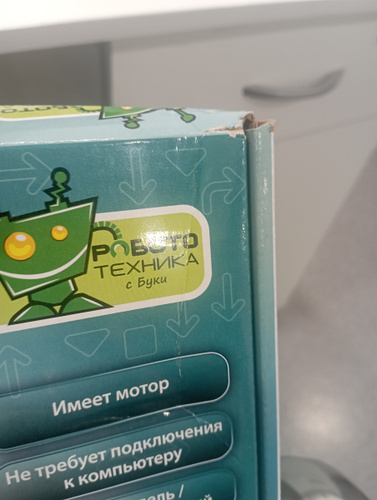 РОБОТО
ТЕХНИКА
с Буки
Имеет мотор
Не требует подключения
к компьютеру